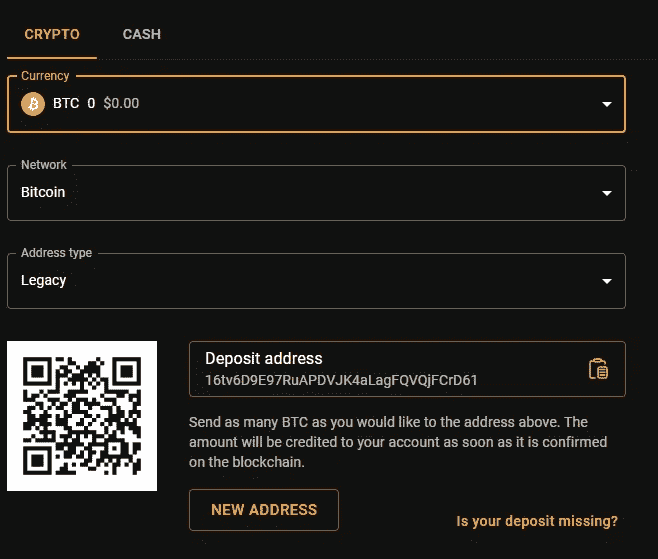 CRYPTO CASH
Currency
BTC 0 $0.00
Network
Bitcoin
Address type
Legacy
Deposit address
16tv6D9E97RuAPDVJK4aLagFQVQjFCrD61
Send as many BTC as you would like to the address above. The
amount will be credited to your account as soon as it is confirmed
on the blockchain.
NEW ADDRESS
Is your deposit missing?